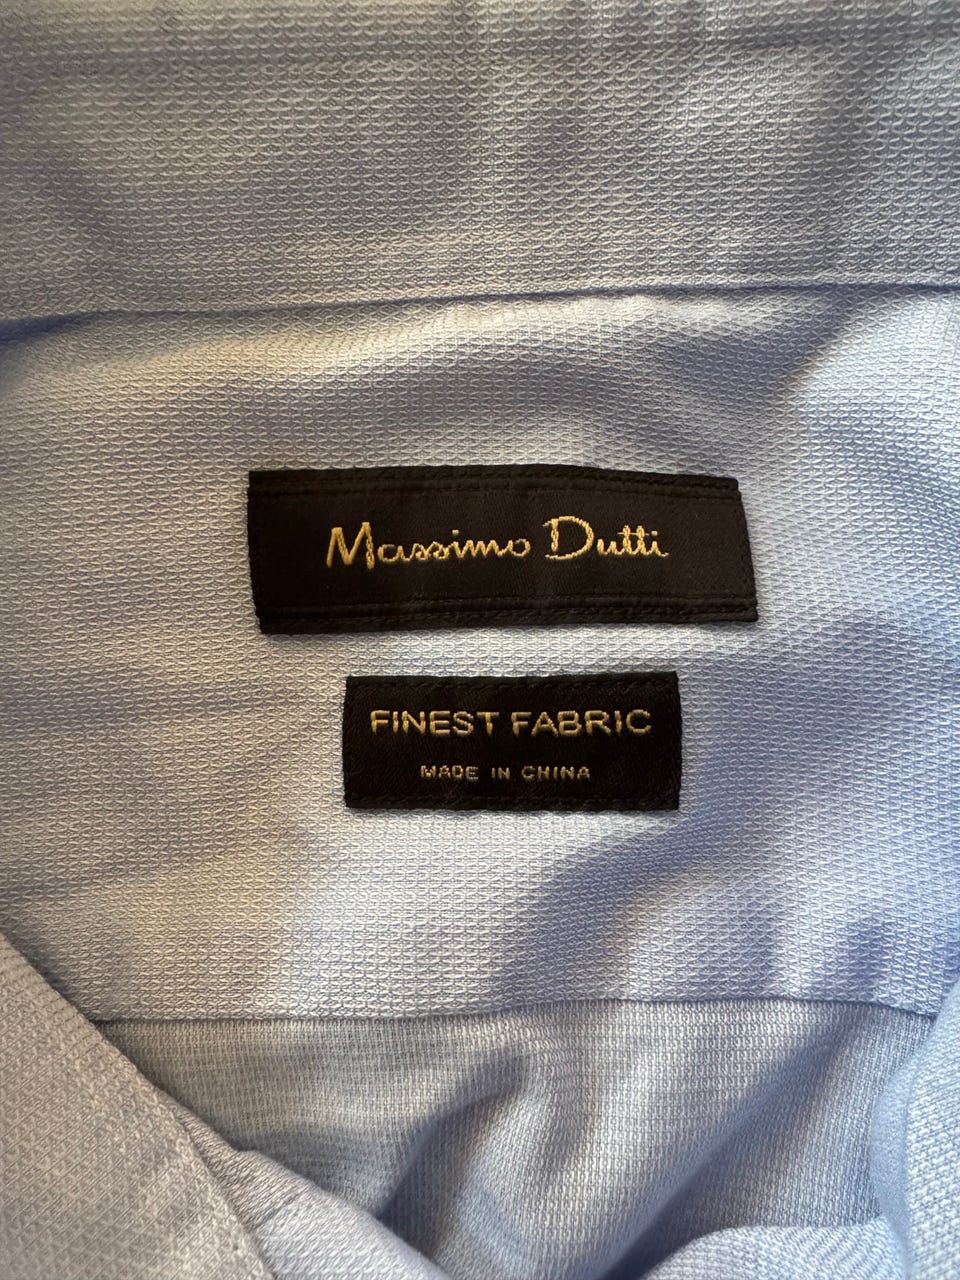 Massimo Dutti
FINEST FABRIC
MADE IN CHINA